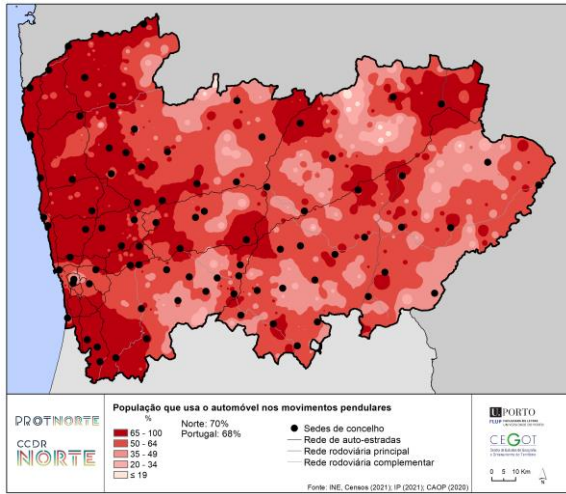 PROTNORTE
CCDR
NORTE
População que usa o automóvel nos movimentos pendulares
%
65 - 100
50 - 64
35 - 49
20 - 34
≤ 19
Norte: 70%
Portugal: 68%
Sedes de concelho
Rede de auto-estradas
Rede rodoviária principal
Rede rodoviária complementar
U.PORTO
CEGOT
0 5 10 Km
Fonte: INE, Censos (2021); IP (2021), CAOP (2020)